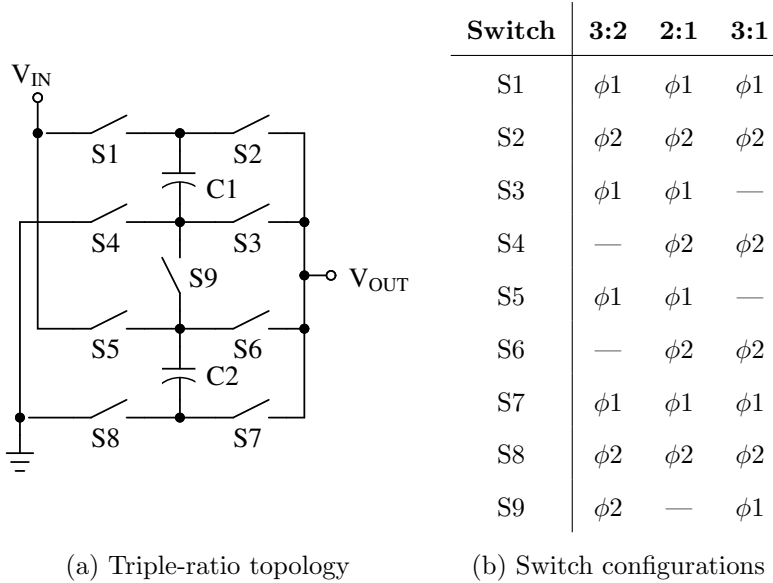 V_IN
S1
S2
C1
S4
S3
S9
V_OUT
S5
S6
C2
S8
S7
(a) Triple-ratio topology
Switch 3:2 2:1 3:1
S1 ϕ1 ϕ1 ϕ1
S2 ϕ2 ϕ2 ϕ2
S3 ϕ1 ϕ1 —
S4 — ϕ2 ϕ2
S5 ϕ1 ϕ1 —
S6 — ϕ2 ϕ2
S7 ϕ1 ϕ1 ϕ1
S8 ϕ2 ϕ2 ϕ2
S9 ϕ2 — ϕ1
(b) Switch configurations